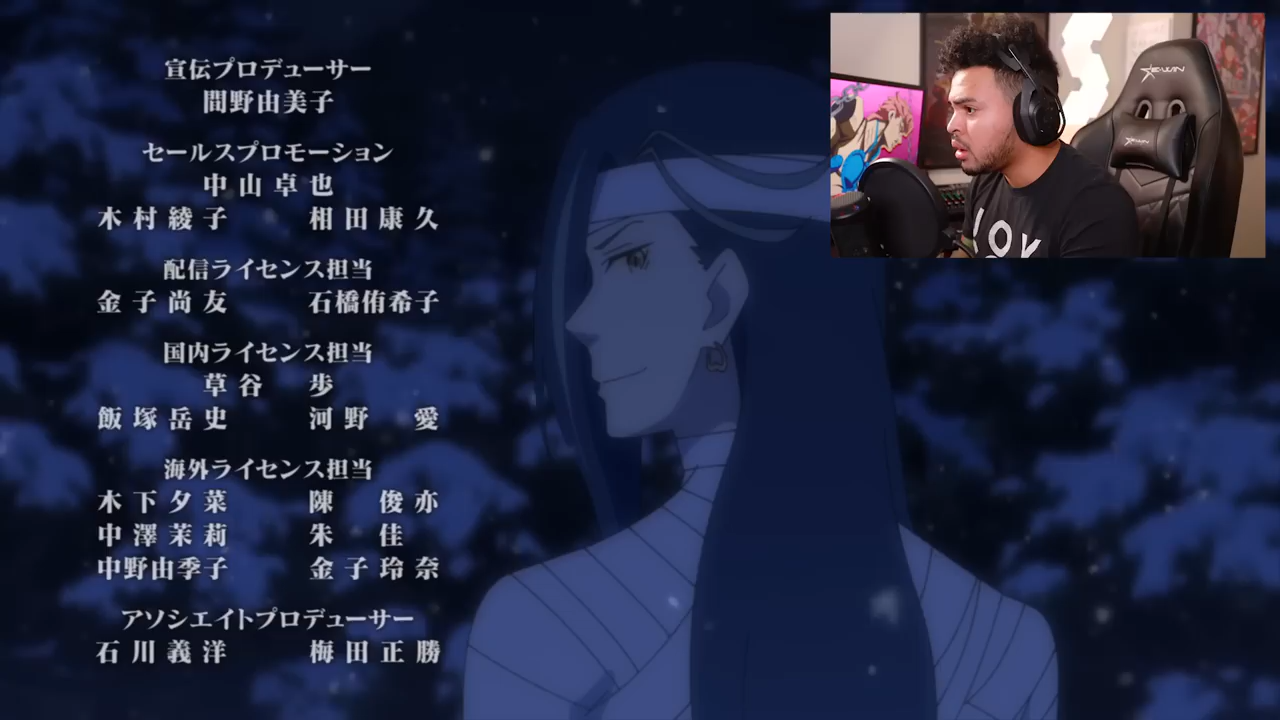 宣伝プロデューサー
間野由美子
セールスプロモーション
中山卓也
木村綾子 相田康久
配信ライセンス担当
金子尚友 石橋侑希子
国内ライセンス担当
草谷 歩
飯塚岳史 河野 愛
海外ライセンス担当
木下夕菜 陳 俊亦
中澤茉莉 朱 佳
中野由季子 金子玲奈
アソシエイトプロデューサー
石川義洋 梅田正勝
E-WIN
E-WIN
JOY